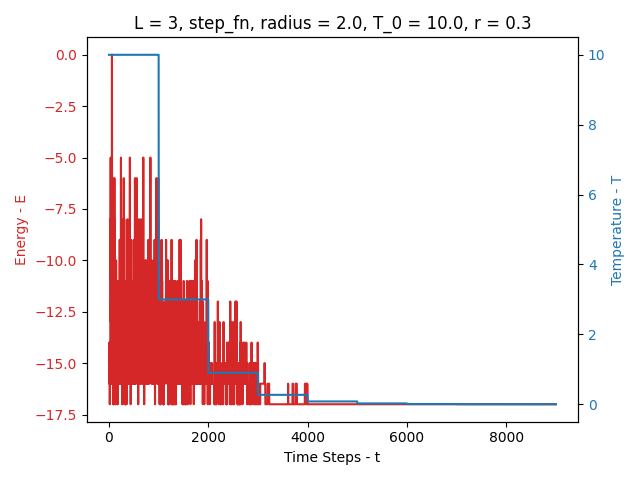 L = 3, step_fn, radius = 2.0, T_0 = 10.0, r = 0.3
0.0
−2.5
−5.0
−7.5
−10.0
−12.5
−15.0
−17.5
Energy - E
10
8
6
4
2
0
Temperature - T
0 2000 4000 6000 8000
Time Steps - t